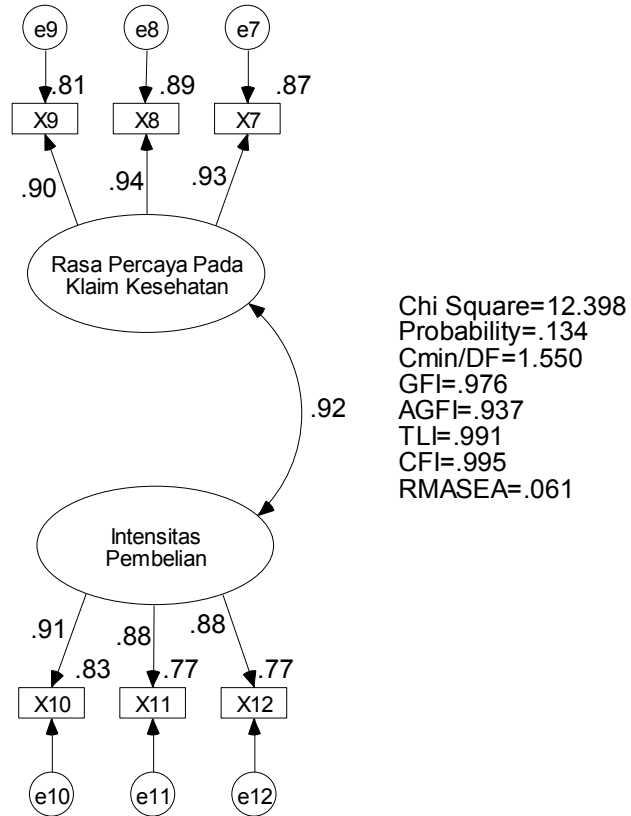 e9 e8 e7
.81 .89 .87
X9 X8 X7
.90 .94 .93
Rasa Percaya Pada
Klaim Kesehatan
Chi Square=12.398
Probability=.134
Cmin/DF=1.550
GFI=.976
AGFI=.937
TLI=.991
CFI=.995
RMASEA=.061
.92
Intensitas
Pembelian
.91 .88 .88
.83 .77 .77
X10 X11 X12
e10 e11 e12